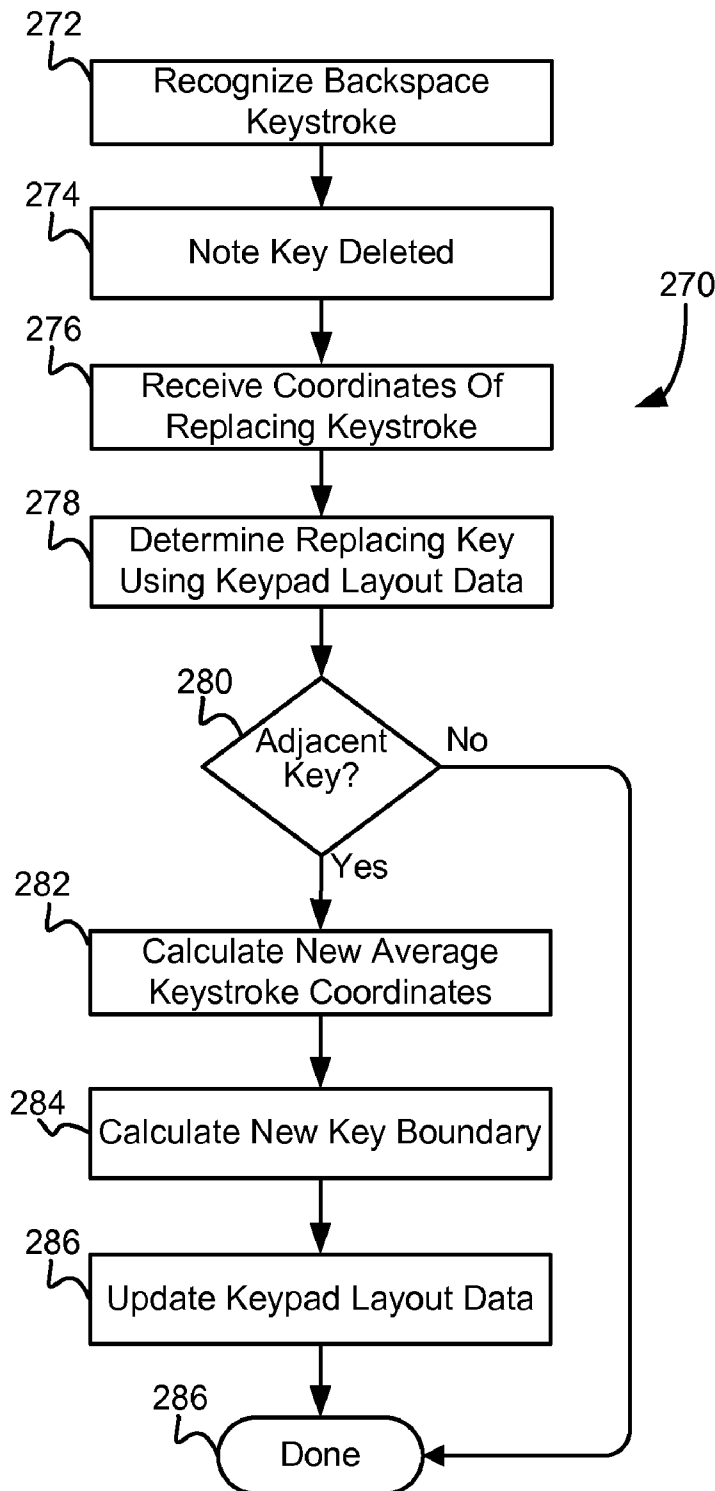 272
Recognize Backspace
Keystroke
274
Note Key Deleted
270
276
Receive Coordinates Of
Replacing Keystroke
278
Determine Replacing Key
Using Keypad Layout Data
280
Adjacent
Key?
No
Yes
282
Calculate New Average
Keystroke Coordinates
284
Calculate New Key Boundary
286
Update Keypad Layout Data
286
Done